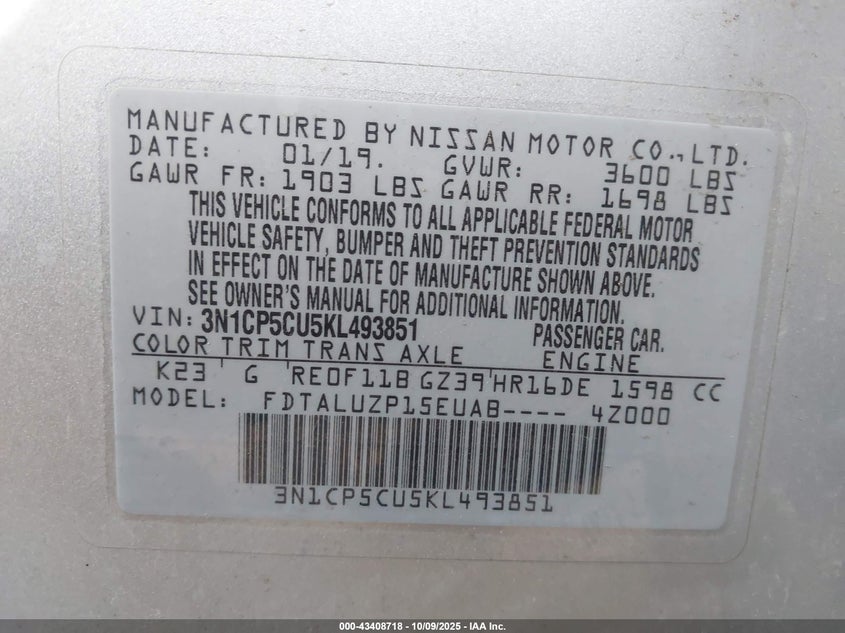 MANUFACTURED BY NISSAN MOTOR CO., LTD.
DATE: 01/19. GVWR: 3600 LBS
GAWR FR: 1903 LBS GAWR RR: 1698 LBS
THIS VEHICLE CONFORMS TO ALL APPLICABLE FEDERAL MOTOR
VEHICLE SAFETY, BUMPER AND THEFT PREVENTION STANDARDS
IN EFFECT ON THE DATE OF MANUFACTURE SHOWN ABOVE.
SEE OWNER'S MANUAL FOR ADDITIONAL INFORMATION.
VIN: 3N1CP5CU5KL493851 PASSENGER CAR.
COLOR TRIM TRANS AXLE ENGINE
K23 G RE0F11B GZ39 HR16DE 1598 CC
MODEL: FDTALUZP15EUAB---- 4Z000
3N1CP5CU5KL493851
000-43408718 - 10/09/2025 - IAA Inc.